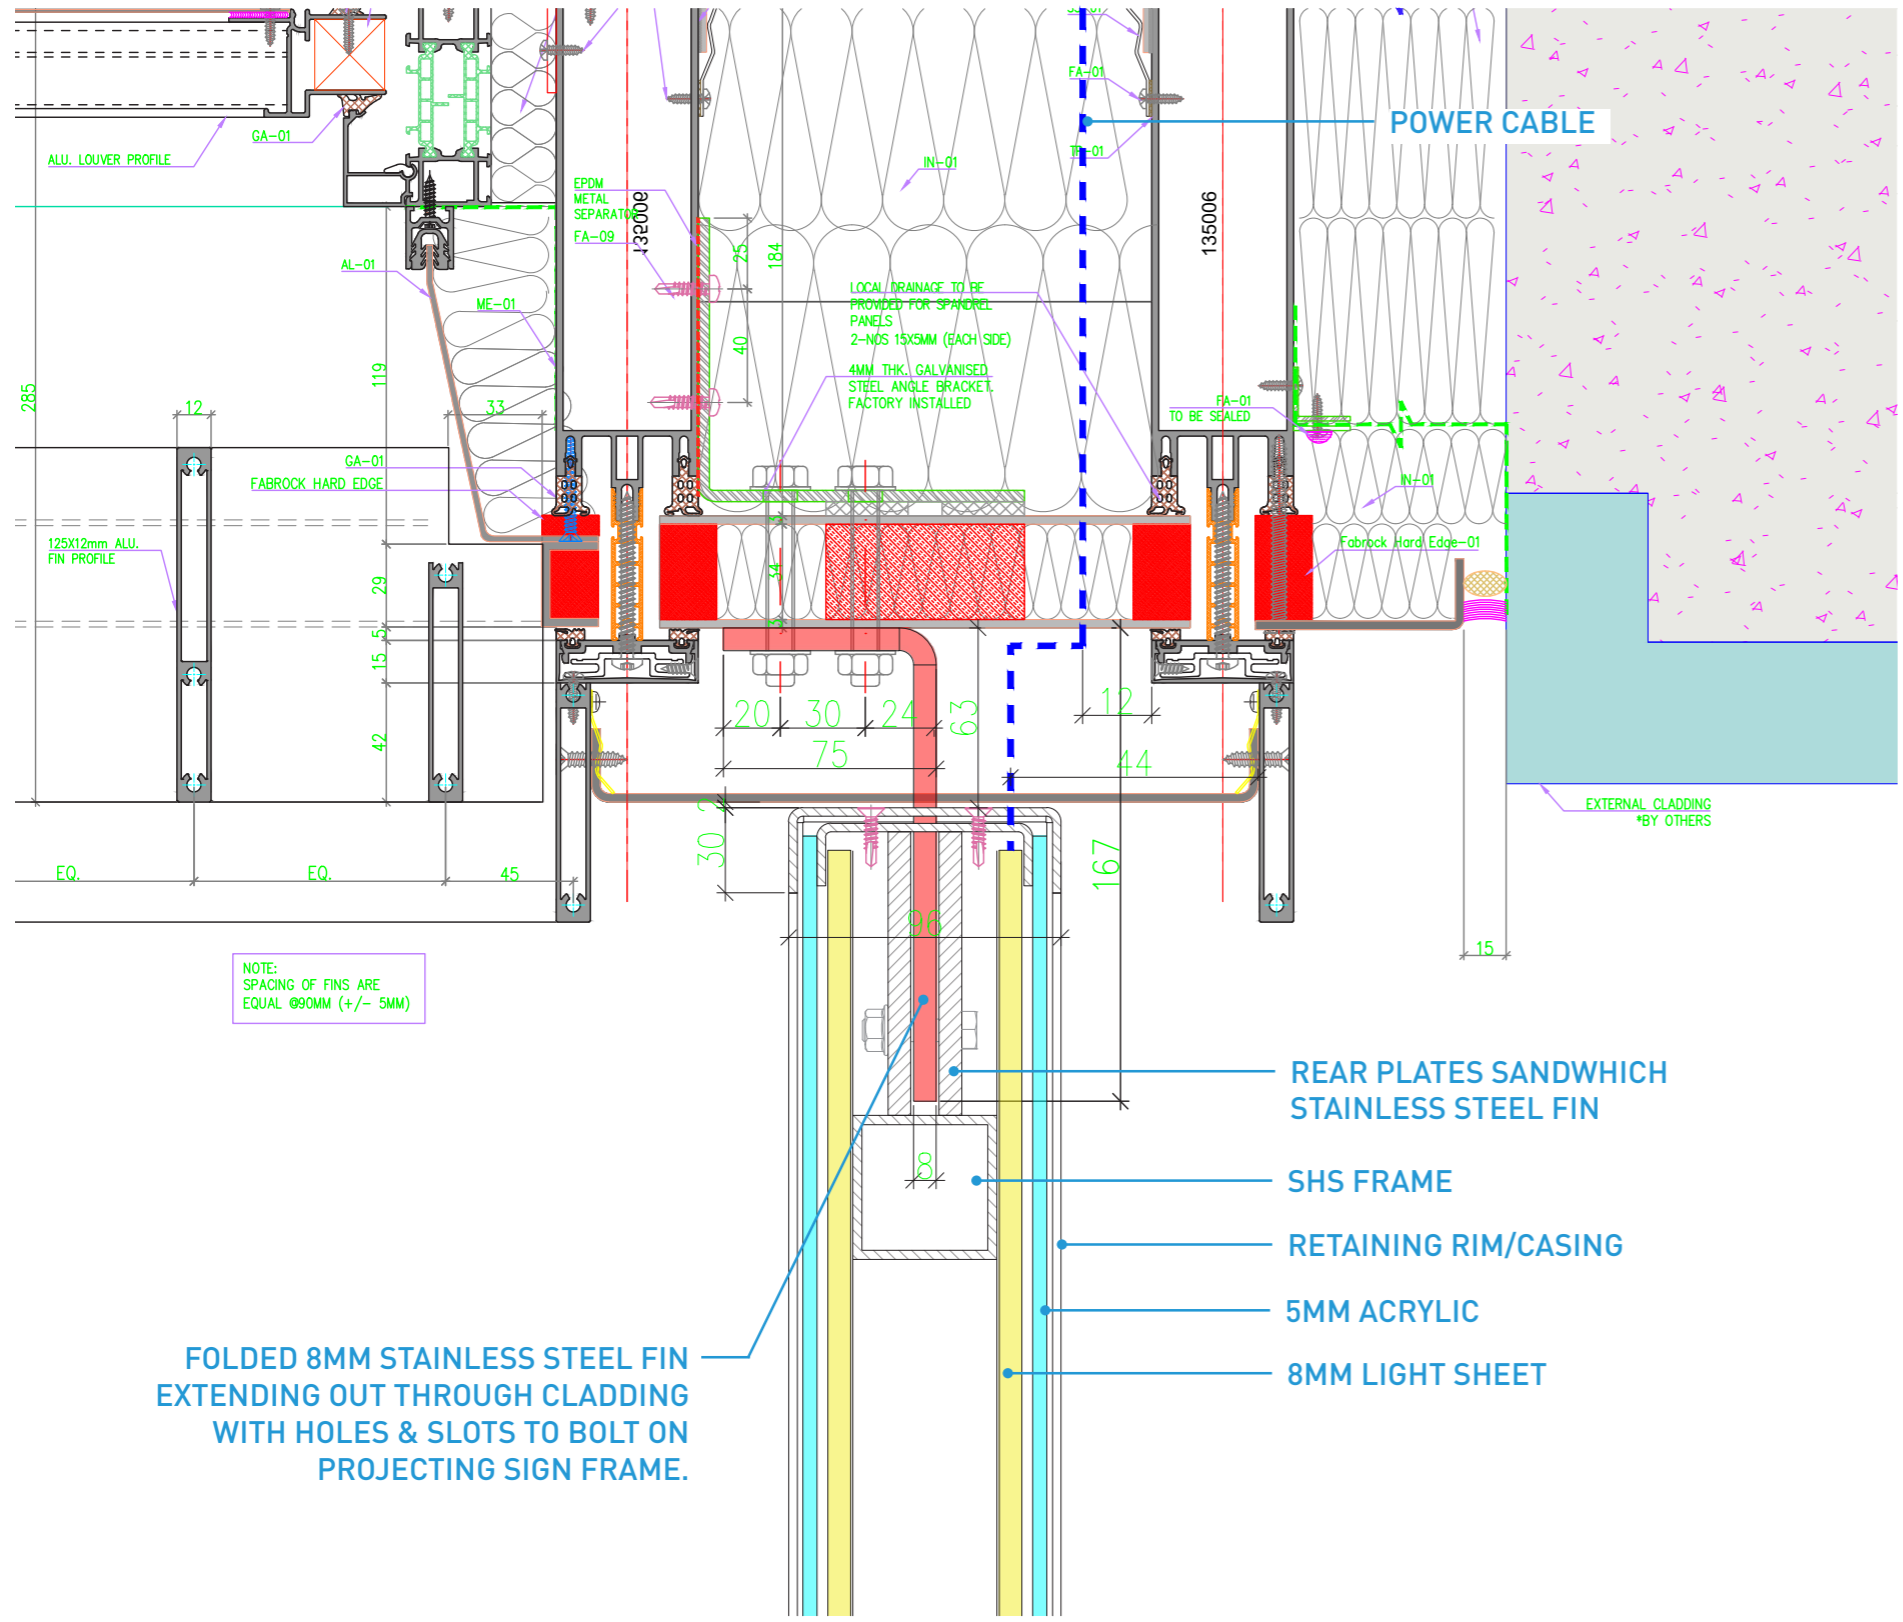 FA-01
POWER CABLE
GA-01
ALU. LOUVER PROFILE
IN-01
EPDM
METAL
SEPARATOR
FA-09
135006
135006
25
184
AL-01
ME-01
LOCAL DRAINAGE TO BE
PROVIDED FOR SPANDREL
PANELS
2-NOS 15X5MM (EACH SIDE)
40
4MM THK. GALVANISED
STEEL ANGLE BRACKET.
FACTORY INSTALLED
285
119
12
33
FA-01
TO BE SEALED
GA-01
FABROCK HARD EDGE
IN-01
125X12mm ALU.
FIN PROFILE
Fabrock Hard Edge-01
3
34
3
29
5
15
42
20
30
24
63
12
75
44
2
30
167
EXTERNAL CLADDING
*BY OTHERS
EQ.
EQ.
45
96
15
NOTE:
SPACING OF FINS ARE
EQUAL @90MM (+/- 5MM)
REAR PLATES SANDWHICH
STAINLESS STEEL FIN
8
SHS FRAME
RETAINING RIM/CASING
5MM ACRYLIC
8MM LIGHT SHEET
FOLDED 8MM STAINLESS STEEL FIN
EXTENDING OUT THROUGH CLADDING
WITH HOLES & SLOTS TO BOLT ON
PROJECTING SIGN FRAME.